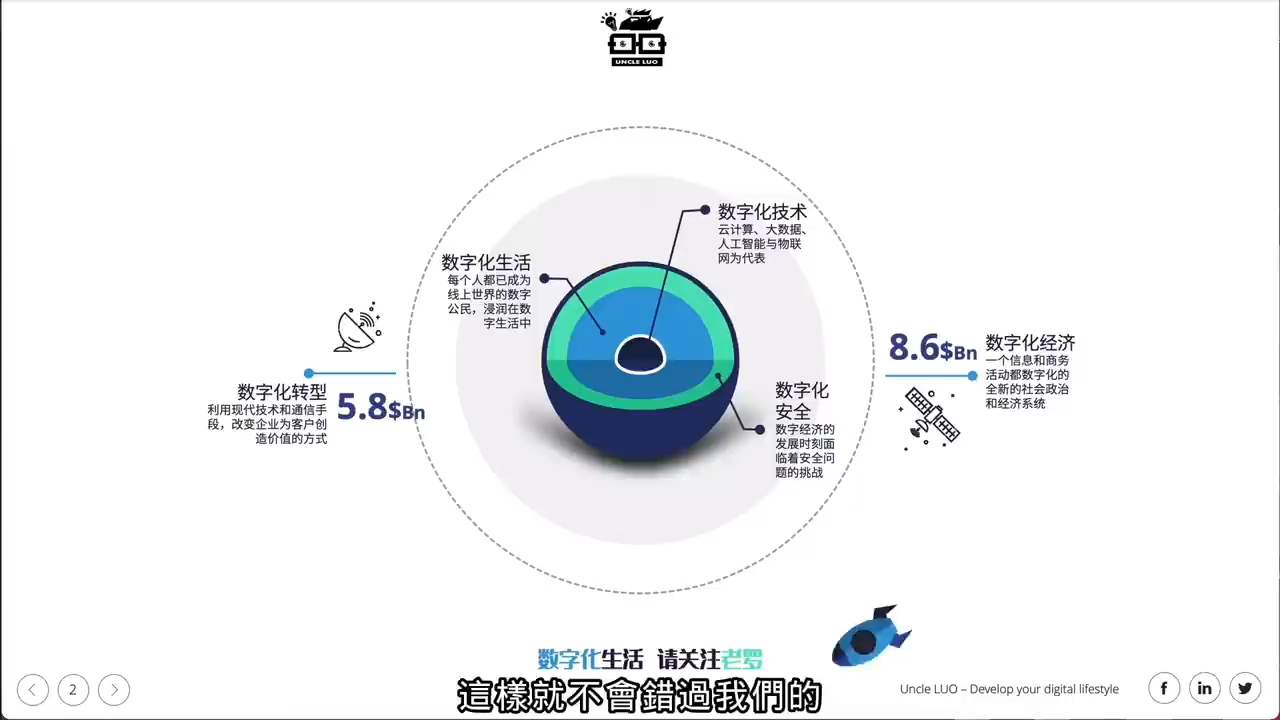 UNCLE LUO
数字化技术
云计算、大数据、
人工智能与物联
网为代表
数字化生活
每个人都已成为
线上世界的数字
公民，浸润在数
字生活中
8.6$Bn
数字化经济
一个信息和商务
活动都数字化的
全新的社会政治
和经济系统
数字化转型
利用现代技术和通信手
段，改变企业为客户创
造价值的方式
5.8$Bn
数字化
安全
数字经济的
发展时刻面
临着安全问
题的挑战
数字化生活 请关注老罗
這樣就不會錯過我們的
2
Uncle LUO – Develop your digital lifestyle